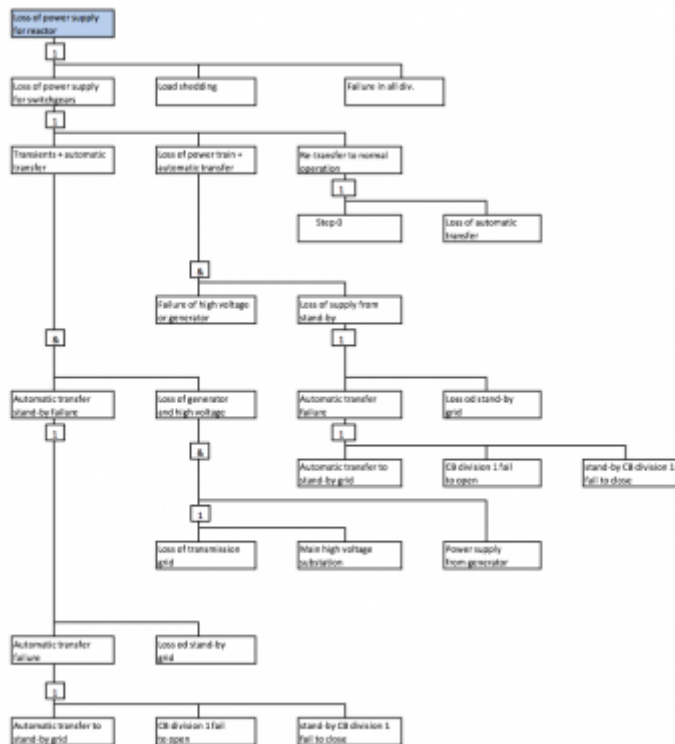 Loss of power supply
for reactor
1
Loss of power supply
for switchgears
Load shedding
Failure in all div.
1
Transients + automatic
transfer
Loss of power train +
automatic transfer
Re-transfer to normal
operation
1
Step 0
Loss of automatic
transfer
&
Failure of high voltage
or generator
Loss of supply from
stand-by
&
1
Automatic transfer
stand-by failure
Loss of generator
and high voltage
Automatic transfer
failure
Loss od stand-by
grid
1
&
1
Automatic transfer to
stand-by grid
CB division 1 fail
to open
stand-by CB division 1
fail to close
1
Loss of transmission
grid
Main high voltage
substation
Power supply
from generator
Automatic transfer
failure
Loss od stand-by
grid
1
Automatic transfer to
stand-by grid
CB division 1 fail
to open
stand-by CB division 1
fail to close